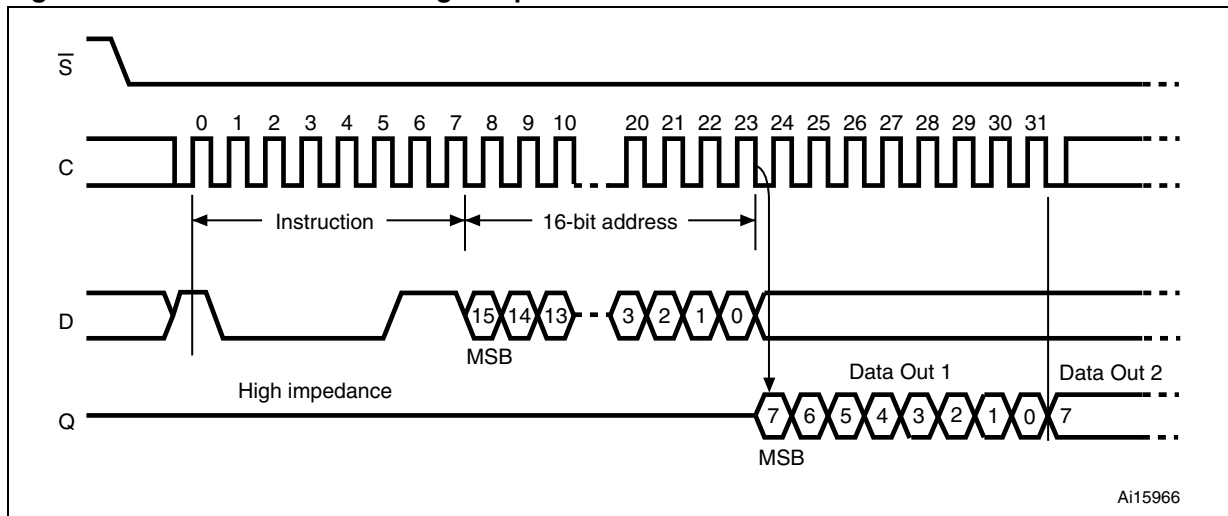 S
0 1 2 3 4 5 6 7 8 9 10 20 21 22 23 24 25 26 27 28 29 30 31
C
Instruction 16-bit address
D
15 14 13 3 2 1 0
MSB
Data Out 1 Data Out 2
High impedance
Q
7 6 5 4 3 2 1 0 7
MSB
Ai15966